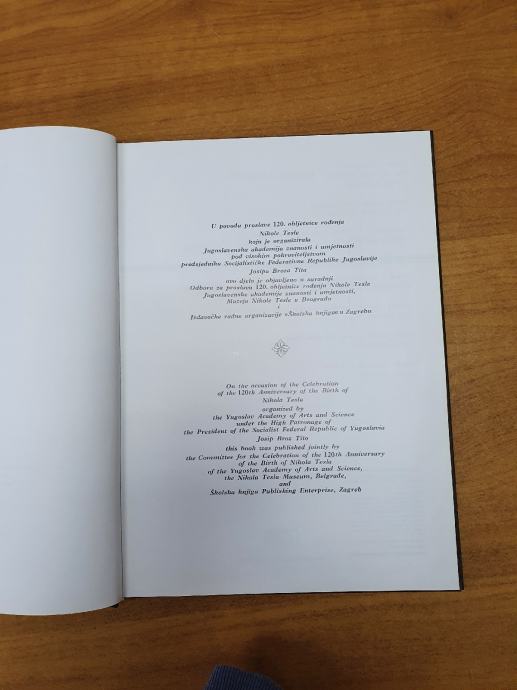 U povodu proslave 120. obljetnice rođenja
Nikole Tesle
koju je organizirala
Jugoslavenska akademija znanosti i umjetnosti
pod visokim pokroviteljstvom
predsjednika Socijalističke Federativne Republike Jugoslavije
Josipa Broza Tita
ovo djelo je objavljeno u suradnji
Odbora za proslavu 120. obljetnice rođenja Nikole Tesle
Jugoslavenske akademije znanosti i umjetnosti,
Muzeja Nikole Tesle u Beogradu
i
Izdavačke radne organizacije »Školska knjiga« u Zagrebu
On the occasion of the Celebration
of the 120th Anniversary of the Birth of
Nikola Tesla
organized by
the Yugoslav Academy of Arts and Science
under the High Patronage of
the President of the Socialist Federal Republic of Yugoslavia
Josip Broz Tito
this book was published jointly by
the Committee for the Celebration of the 120th Anniversary
of the Birth of Nikola Tesla
of the Yugoslav Academy of Arts and Science,
the Nikola Tesla Museum, Belgrade,
and
Školska knjiga Publishing Enterprise, Zagreb